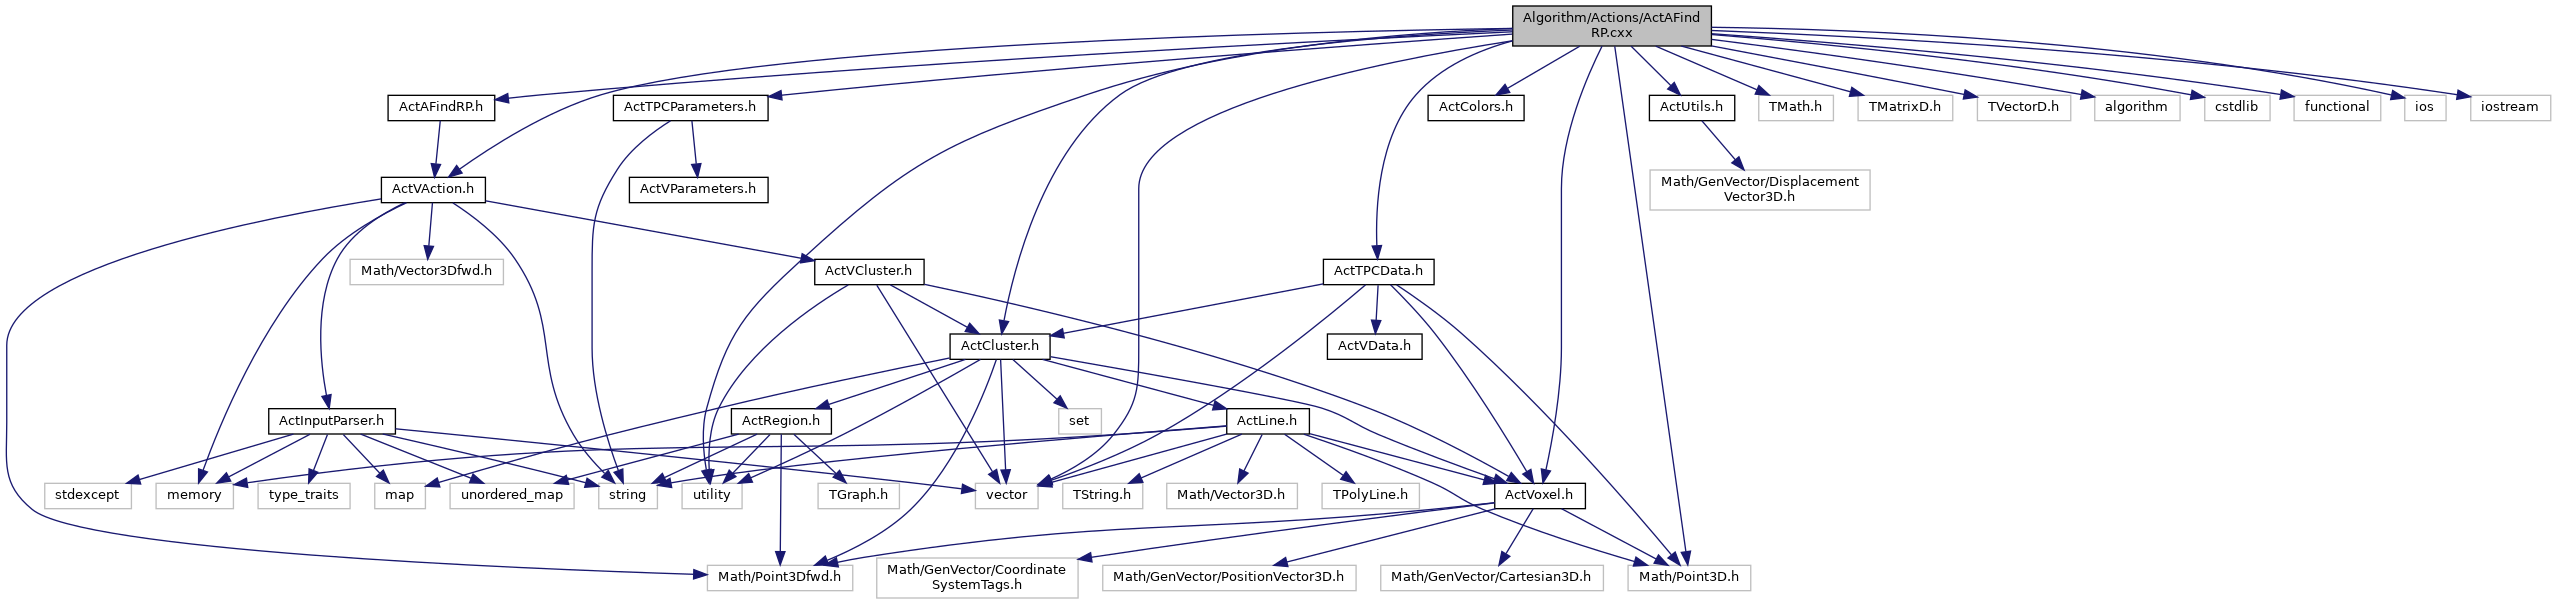 Algorithm/Actions/ActAFind
RP.cxx
ActAFindRP.h
ActTPCParameters.h
ActColors.h
ActUtils.h
TMath.h
TMatrixD.h
TVectorD.h
algorithm
cstdlib
functional
ios
iostream
ActVAction.h
ActVParameters.h
Math/GenVector/Displacement
Vector3D.h
Math/Vector3Dfwd.h
ActVCluster.h
ActTPCData.h
ActCluster.h
ActVData.h
ActInputParser.h
ActRegion.h
set
ActLine.h
stdexcept
memory
type_traits
map
unordered_map
string
utility
TGraph.h
vector
TString.h
Math/Vector3D.h
TPolyLine.h
ActVoxel.h
Math/Point3Dfwd.h
Math/GenVector/Coordinate
SystemTags.h
Math/GenVector/PositionVector3D.h
Math/GenVector/Cartesian3D.h
Math/Point3D.h